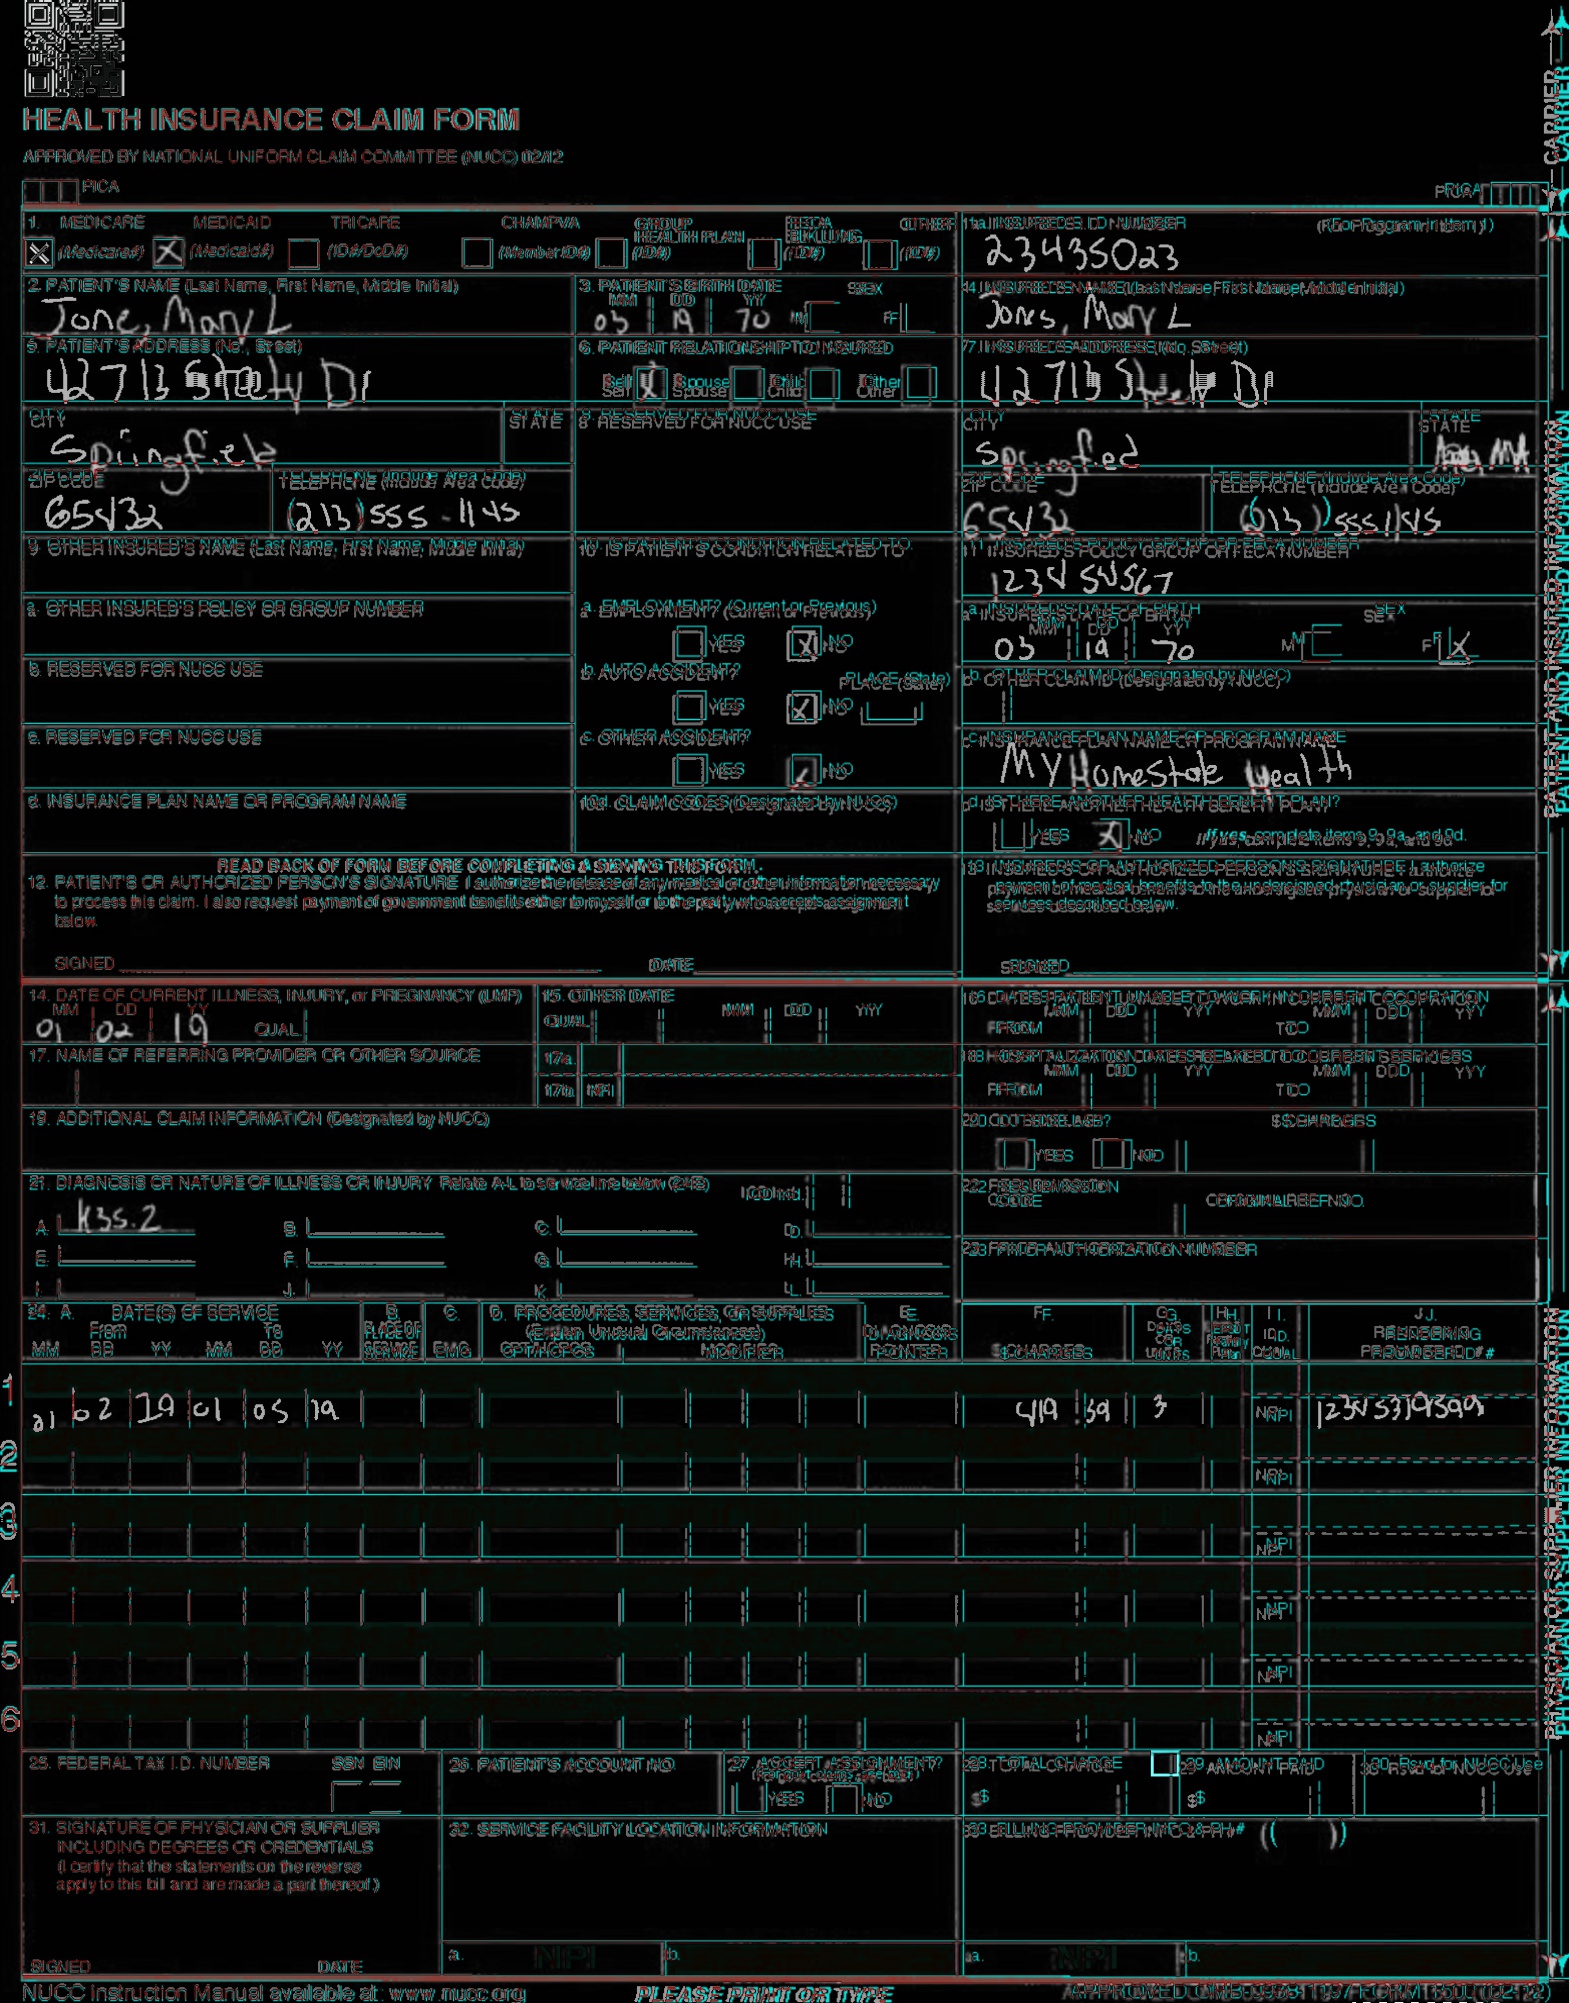 HEALTH INSURANCE CLAIM FORM
APPROVED BY NATIONAL UNIFORM CLAIM COMMITTEE (NUCC) 02/12
PICA PICA
CARRIER
1. MEDICARE MEDICAID TRICARE CHAMPVA GROUP HEALTH PLAN FECA BLKLUNG OTHER
X (Medicare#) X (Medicaid#) (ID#/DoD#) (Member ID#) (ID#) (ID#) (ID#)
1a. INSURED'S I.D. NUMBER (For Program in Item 1)
23435023
2. PATIENT'S NAME (Last Name, First Name, Middle Initial)
Jone, Mary L
3. PATIENT'S BIRTH DATE SEX
MM DD YY
03 19 70 M F
4. INSURED'S NAME (Last Name, First Name, Middle Initial)
Jones, Mary L
5. PATIENT'S ADDRESS (No., Street)
42713 Dr
6. PATIENT RELATIONSHIP TO INSURED
Self X Spouse Child Other
7. INSURED'S ADDRESS (No., Street)
42713 Dr
CITY STATE
Springfield
8. RESERVED FOR NUCC USE
CITY STATE
MA
ZIP CODE TELEPHONE (Include Area Code)
65432 (213) 555-1145
ZIP CODE TELEPHONE (Include Area Code)
65432 (213)
9. OTHER INSURED'S NAME (Last Name, First Name, Middle Initial)
10. IS PATIENT'S CONDITION RELATED TO:
11. INSURED'S POLICY GROUP OR FECA NUMBER
123454567
a. OTHER INSURED'S POLICY OR GROUP NUMBER
a. EMPLOYMENT? (Current or Previous)
YES X NO
a. INSURED'S DATE OF BIRTH SEX
MM DD YY
03 19 70 M F X
b. RESERVED FOR NUCC USE
b. AUTO ACCIDENT? PLACE (State)
YES X NO
b. OTHER CLAIM ID (Designated by NUCC)
c. RESERVED FOR NUCC USE
c. OTHER ACCIDENT?
YES NO
c. INSURANCE PLAN NAME OR PROGRAM NAME
My HomeState Health
d. INSURANCE PLAN NAME OR PROGRAM NAME
10d. CLAIM CODES (Designated by NUCC)
d. IS THERE ANOTHER HEALTH BENEFIT PLAN?
YES X NO If yes, complete items 9, 9a, and 9d.
PATIENT AND INSURED INFORMATION
READ BACK OF FORM BEFORE COMPLETING & SIGNING THIS FORM.
12. PATIENT'S OR AUTHORIZED PERSON'S SIGNATURE I authorize the release of any medical or other information necessary
to process this claim. I also request payment of government benefits either to myself or to the party who accepts assignment
below.
SIGNED DATE
13. INSURED'S OR AUTHORIZED PERSON'S SIGNATURE I authorize
payment of medical benefits to the undersigned physician or supplier for
services described below.
SIGNED
14. DATE OF CURRENT ILLNESS, INJURY, or PREGNANCY (LMP)
MM DD YY
01 02 19 QUAL.
15. OTHER DATE
QUAL. MM DD YY
16. DATES PATIENT UNABLE TO WORK IN CURRENT OCCUPATION
MM DD YY MM DD YY
FROM TO
17. NAME OF REFERRING PROVIDER OR OTHER SOURCE
17a.
17b. NPI
18. HOSPITALIZATION DATES RELATED TO CURRENT SERVICES
MM DD YY MM DD YY
FROM TO
19. ADDITIONAL CLAIM INFORMATION (Designated by NUCC)
20. OUTSIDE LAB? $ CHARGES
YES NO
21. DIAGNOSIS OR NATURE OF ILLNESS OR INJURY Relate A-L to service line below (24E) ICD Ind.
A. K35.2 B. C. D.
E. F. G. H.
I. J. K. L.
22. RESUBMISSION
CODE ORIGINAL REF. NO.
23. PRIOR AUTHORIZATION NUMBER
24. A. DATE(S) OF SERVICE B. C. D. PROCEDURES, SERVICES, OR SUPPLIES E. F. G. H. I. J.
From To PLACE OF (Explain Unusual Circumstances) DIAGNOSIS DAYS OR ID. RENDERING
MM DD YY MM DD YY SERVICE EMG CPT/HCPCS MODIFIER POINTER $ CHARGES UNITS QUAL. PROVIDER ID. #
1 01 02 19 01 05 19 419 39 3 NPI
2 NPI
3 NPI
4 NPI
5 NPI
6 NPI
PHYSICIAN OR SUPPLIER INFORMATION
25. FEDERAL TAX I.D. NUMBER SSN EIN
26. PATIENT'S ACCOUNT NO.
27. ACCEPT ASSIGNMENT?
YES NO
28. TOTAL CHARGE
$
29. AMOUNT PAID
$
30. Rsvd for NUCC Use
31. SIGNATURE OF PHYSICIAN OR SUPPLIER
INCLUDING DEGREES OR CREDENTIALS
(I certify that the statements on the reverse
apply to this bill and are made a part thereof.)
SIGNED DATE
32. SERVICE FACILITY LOCATION INFORMATION
a. NPI b.
33. BILLING PROVIDER INFO & PH # ( )
a. NPI b.
NUCC Instruction Manual available at: www.nucc.org
PLEASE PRINT OR TYPE